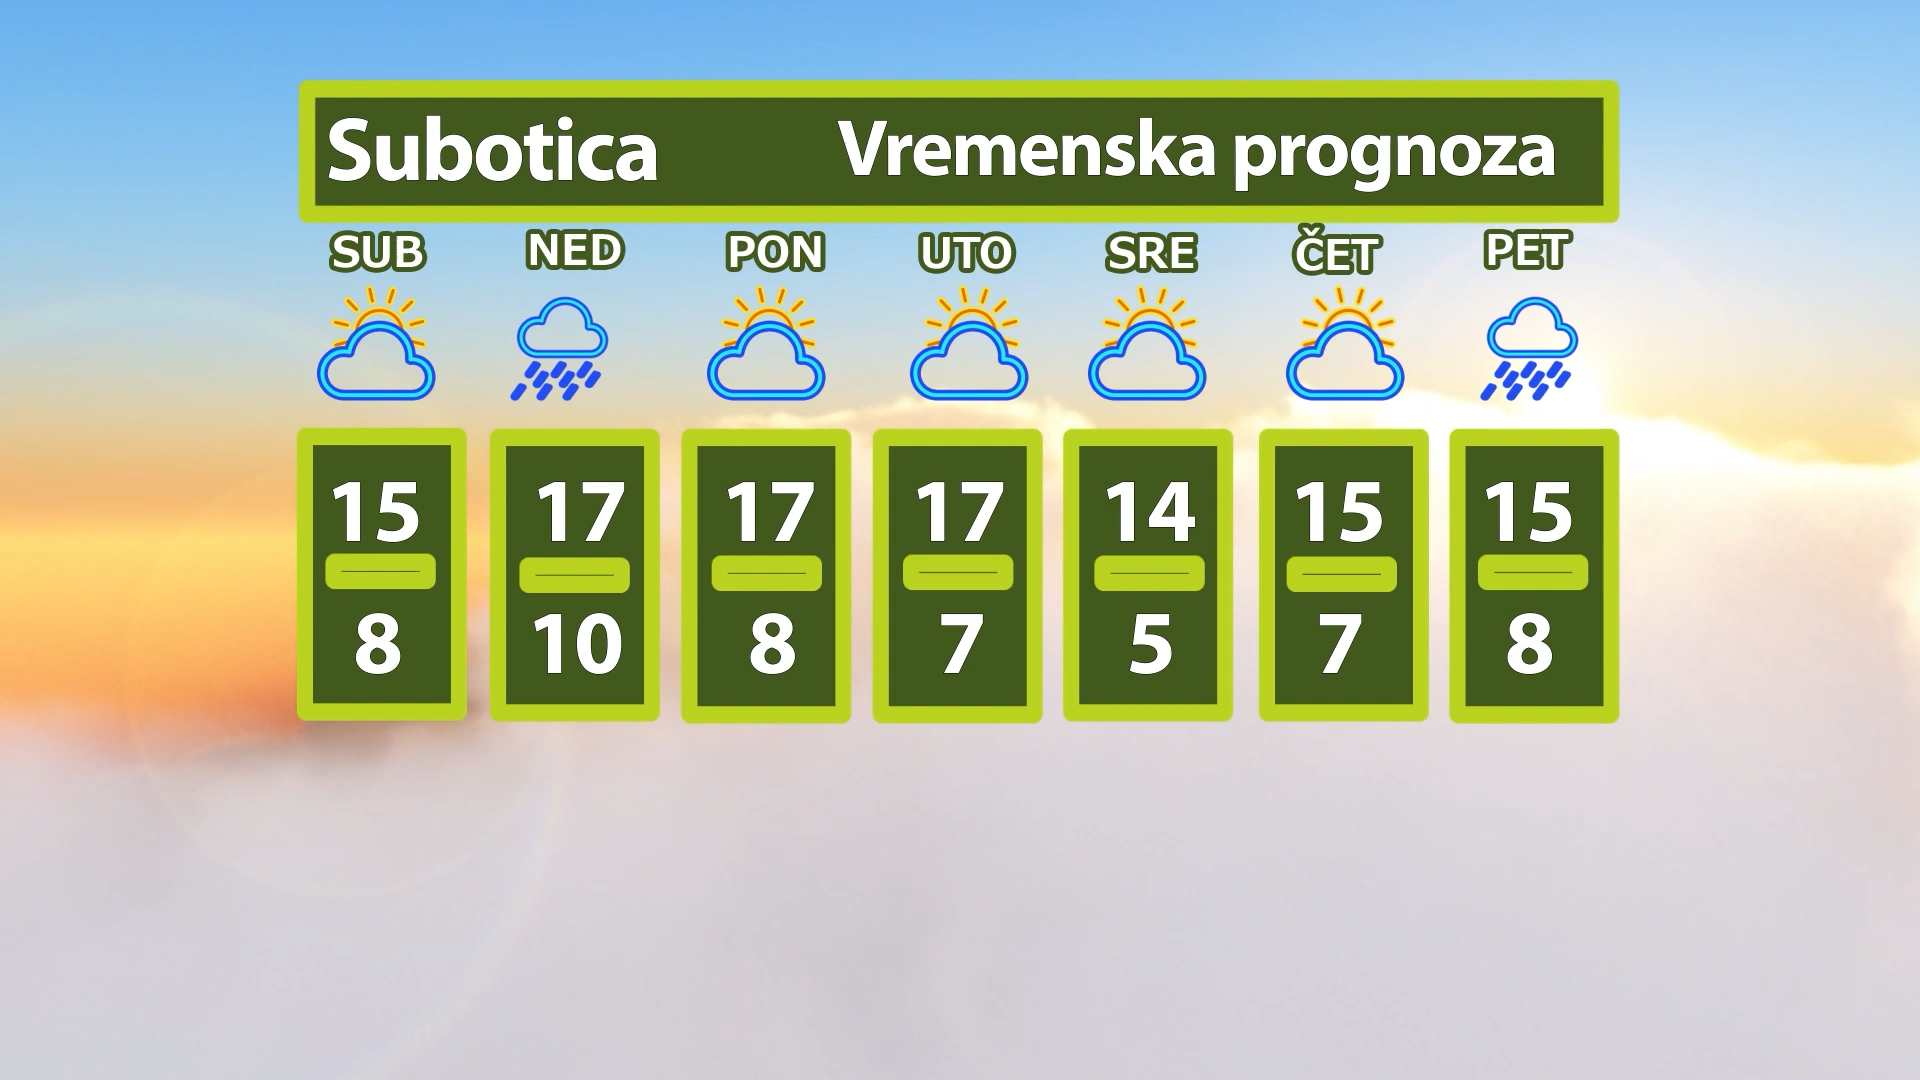 Subotica Vremenska prognoza
SUB NED PON UTO SRE ČET PET
15 17 17 17 14 15 15
8 10 8 7 5 7 8